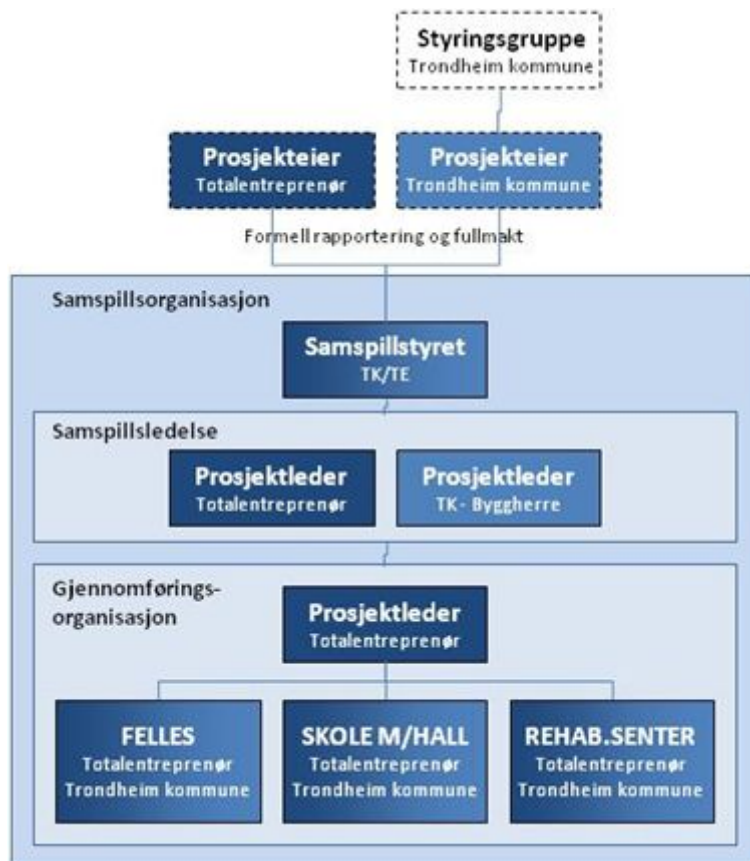 Styringsgruppe
Trondheim kommune
Prosjekteier
Totalentreprenør
Prosjekteier
Trondheim kommune
Formell rapportering og fullmakt
Samspillsorganisasjon
Samspillstyret
TK/TE
Samspillsledelse
Prosjektleder
Totalentreprenør
Prosjektleder
TK- Byggherre
Gjennomførings-
organisasjon
Prosjektleder
Totalentreprenør
FELLES
Totalentreprenør
Trondheim kommune
SKOLE M/HALL
Totalentreprenør
Trondheim kommune
REHAB.SENTER
Totalentreprenør
Trondheim kommune